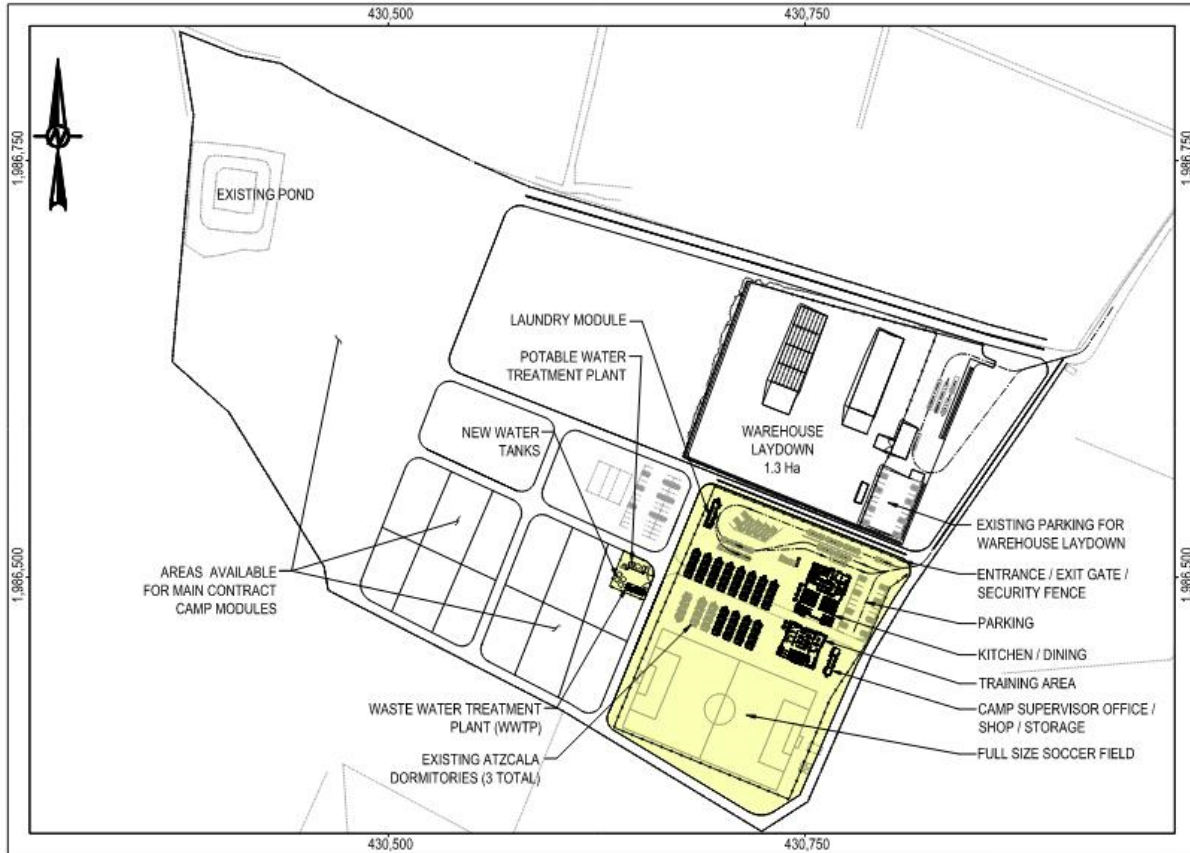 430,500
430,750
1,986,750
1,986,750
N
EXISTING POND
LAUNDRY MODULE
POTABLE WATER
TREATMENT PLANT
NEW WATER
TANKS
WAREHOUSE
LAYDOWN
1.3 Ha
EXISTING PARKING FOR
WAREHOUSE LAYDOWN
1,986,500
1,986,500
AREAS AVAILABLE
FOR MAIN CONTRACT
CAMP MODULES
ENTRANCE / EXIT GATE /
SECURITY FENCE
PARKING
KITCHEN / DINING
TRAINING AREA
CAMP SUPERVISOR OFFICE /
SHOP / STORAGE
FULL SIZE SOCCER FIELD
WASTE WATER TREATMENT
PLANT (WWTP)
EXISTING ATZCALA
DORMITORIES (3 TOTAL)
430,500
430,750